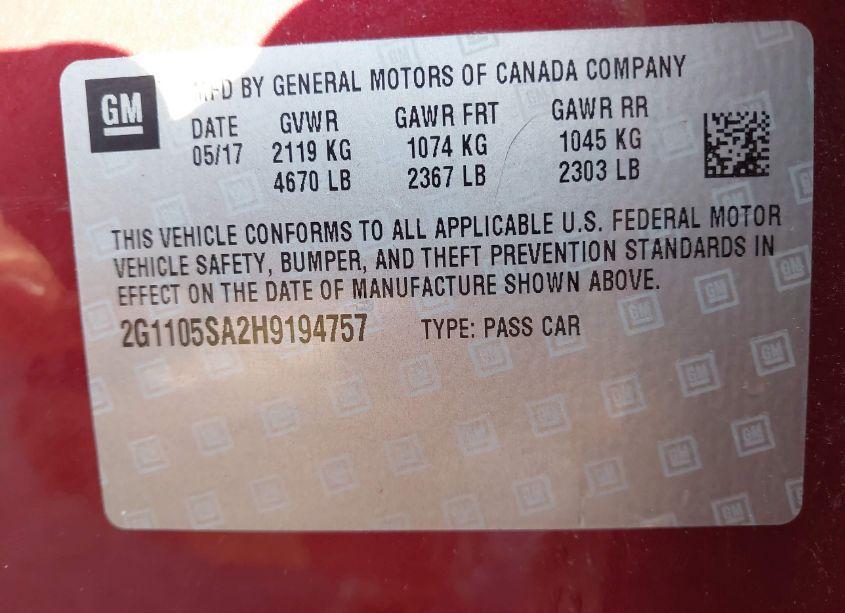 GM
MFD BY GENERAL MOTORS OF CANADA COMPANY
DATE GVWR GAWR FRT GAWR RR
05/17 2119 KG 1074 KG 1045 KG
4670 LB 2367 LB 2303 LB
THIS VEHICLE CONFORMS TO ALL APPLICABLE U.S. FEDERAL MOTOR
VEHICLE SAFETY, BUMPER, AND THEFT PREVENTION STANDARDS IN
EFFECT ON THE DATE OF MANUFACTURE SHOWN ABOVE.
2G1105SA2H9194757 TYPE: PASS CAR